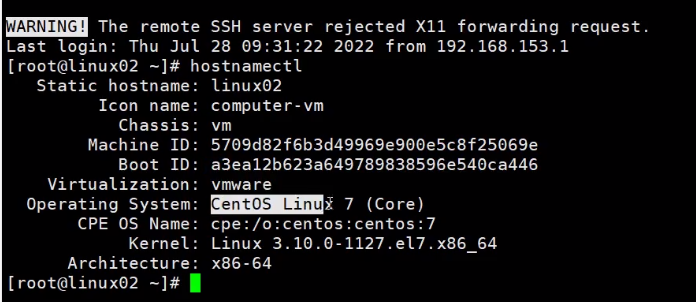 WARNING! The remote SSH server rejected X11 forwarding request.
Last login: Thu Jul 28 09:31:22 2022 from 192.168.153.1
[root@linux02 ~]# hostnamectl
Static hostname: linux02
Icon name: computer-vm
Chassis: vm
Machine ID: 5709d82f6b3d49969e900e5c8f25069e
Boot ID: a3ea12b623a649789838596e540ca446
Virtualization: vmware
Operating System: CentOS Linux 7 (Core)
CPE OS Name: cpe:/o:centos:centos:7
Kernel: Linux 3.10.0-1127.el7.x86_64
Architecture: x86-64
[root@linux02 ~]#